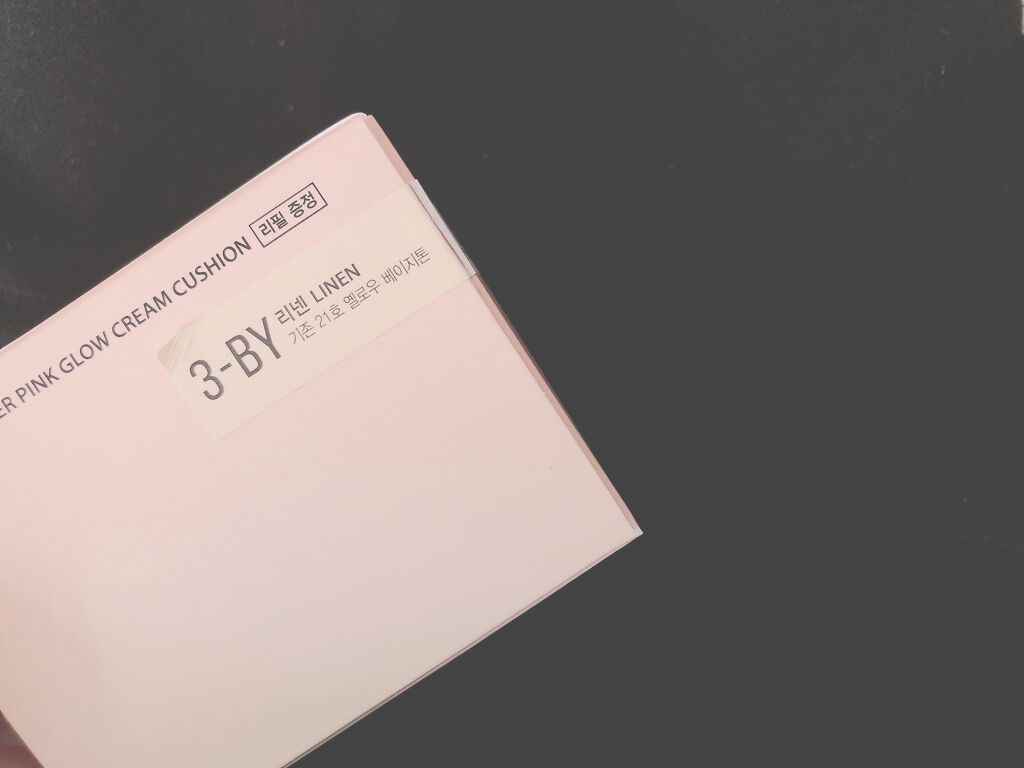 ER PINK GLOW CREAM CUSHION 리필 증정
3-BY 리넨 LINEN
기존 21호 옐로우 베이지톤